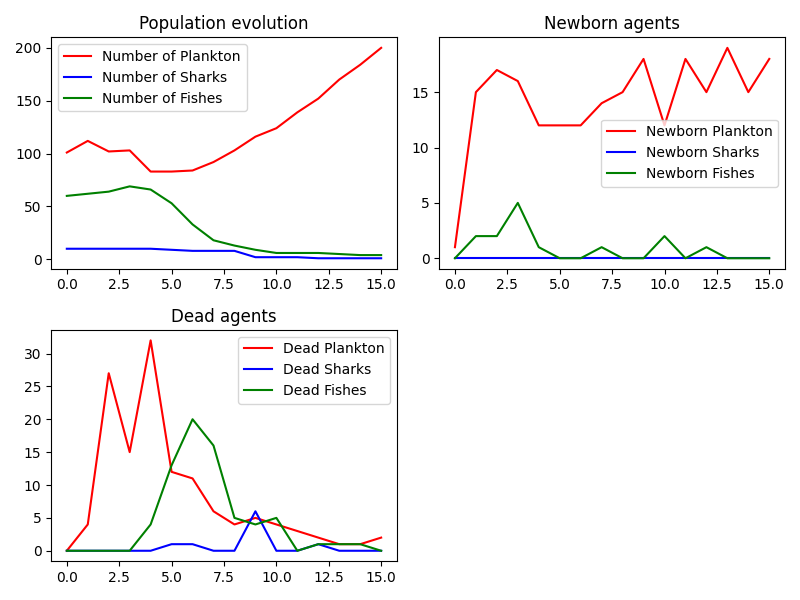 Population evolution
200
150
100
50
0
Number of Plankton
Number of Sharks
Number of Fishes
0.0 2.5 5.0 7.5 10.0 12.5 15.0
Newborn agents
15
10
5
0
Newborn Plankton
Newborn Sharks
Newborn Fishes
0.0 2.5 5.0 7.5 10.0 12.5 15.0
Dead agents
30
25
20
15
10
5
0
Dead Plankton
Dead Sharks
Dead Fishes
0.0 2.5 5.0 7.5 10.0 12.5 15.0